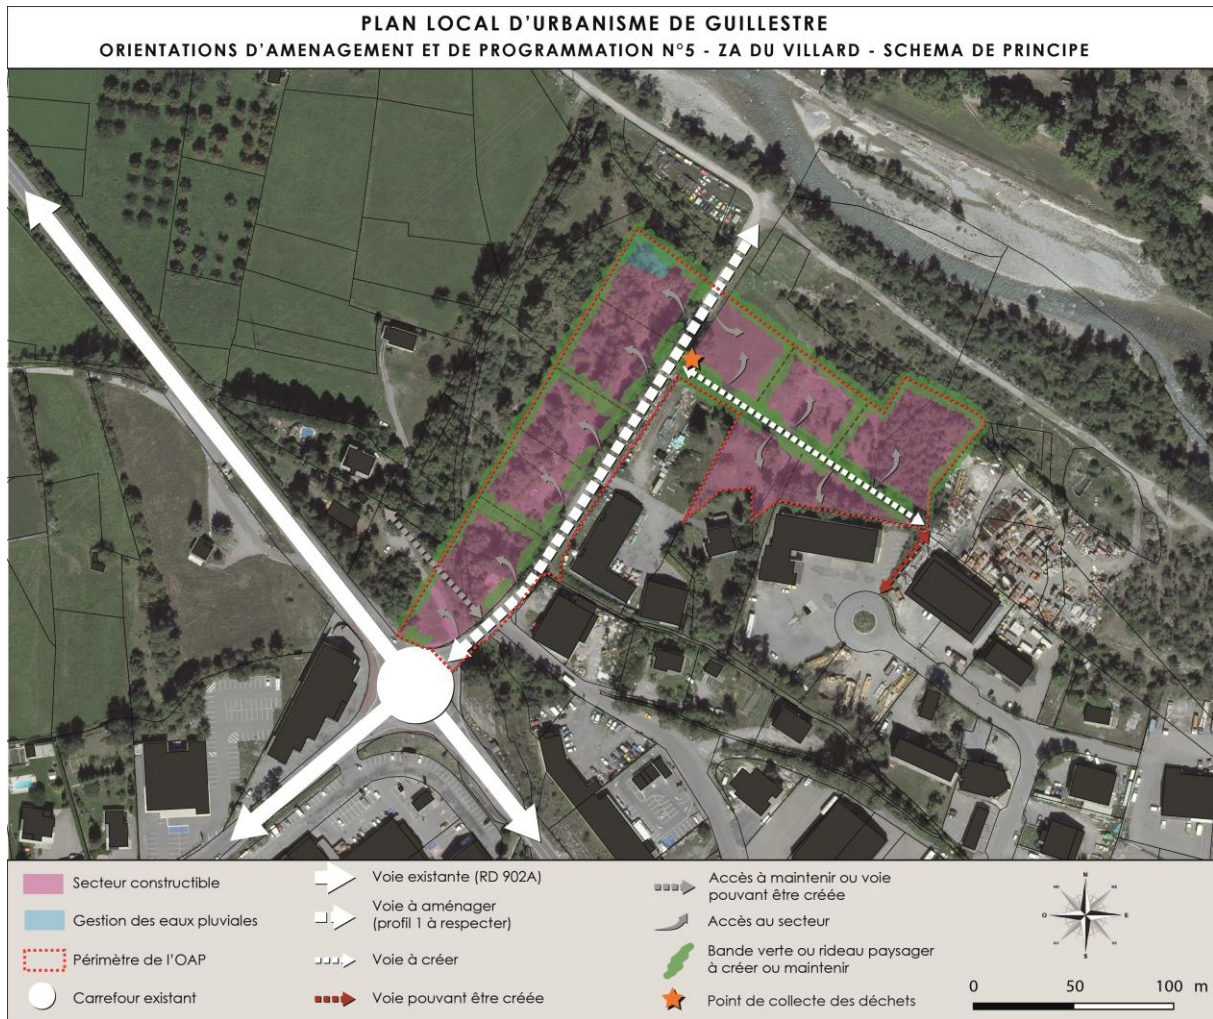 PLAN LOCAL D'URBANISME DE GUILLESTRE
ORIENTATIONS D'AMENAGEMENT ET DE PROGRAMMATION N°5 - ZA DU VILLARD - SCHEMA DE PRINCIPE
Secteur constructible
Gestion des eaux pluviales
Périmètre de l'OAP
Carrefour existant
Voie existante (RD 902A)
Voie à aménager
(profil 1 à respecter)
Voie à créer
Voie pouvant être créée
Accès à maintenir ou voie
pouvant être créée
Accès au secteur
Bande verte ou rideau paysager
à créer ou maintenir
Point de collecte des déchets
N
O
E
S
0 50 100 m